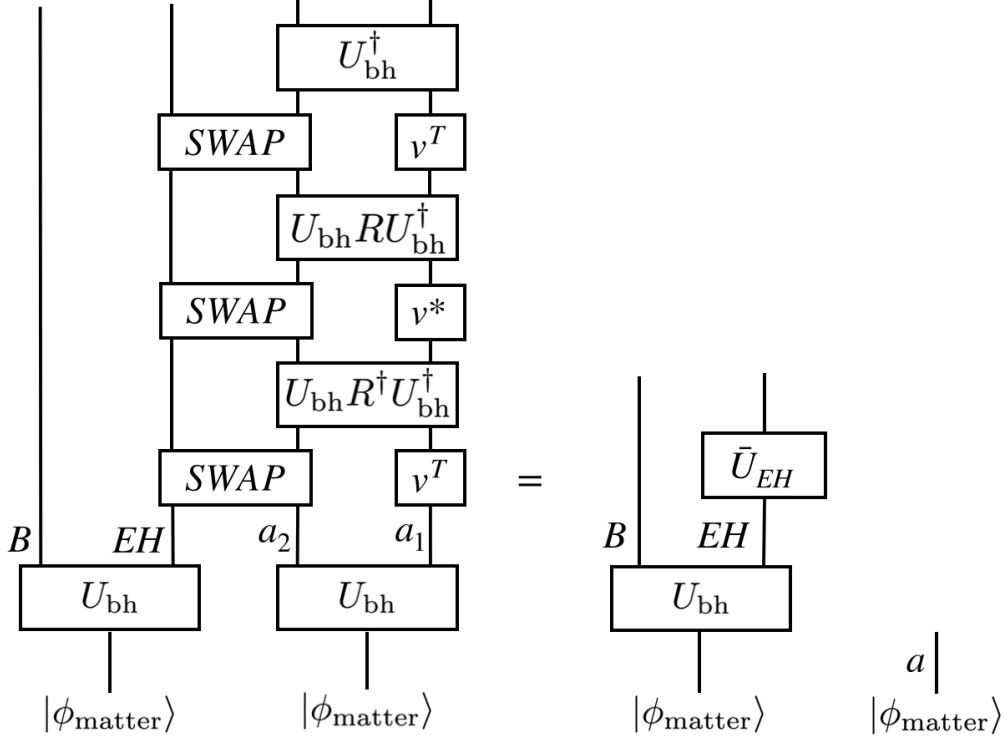 U†bh
SWAP vᵀ
UbhRU†bh
SWAP v*
UbhR†U†bh
SWAP vᵀ = ŪEH
B EH a₂ a₁ B EH
Ubh Ubh Ubh
a
|ϕmatter⟩ |ϕmatter⟩ |ϕmatter⟩ |ϕmatter⟩